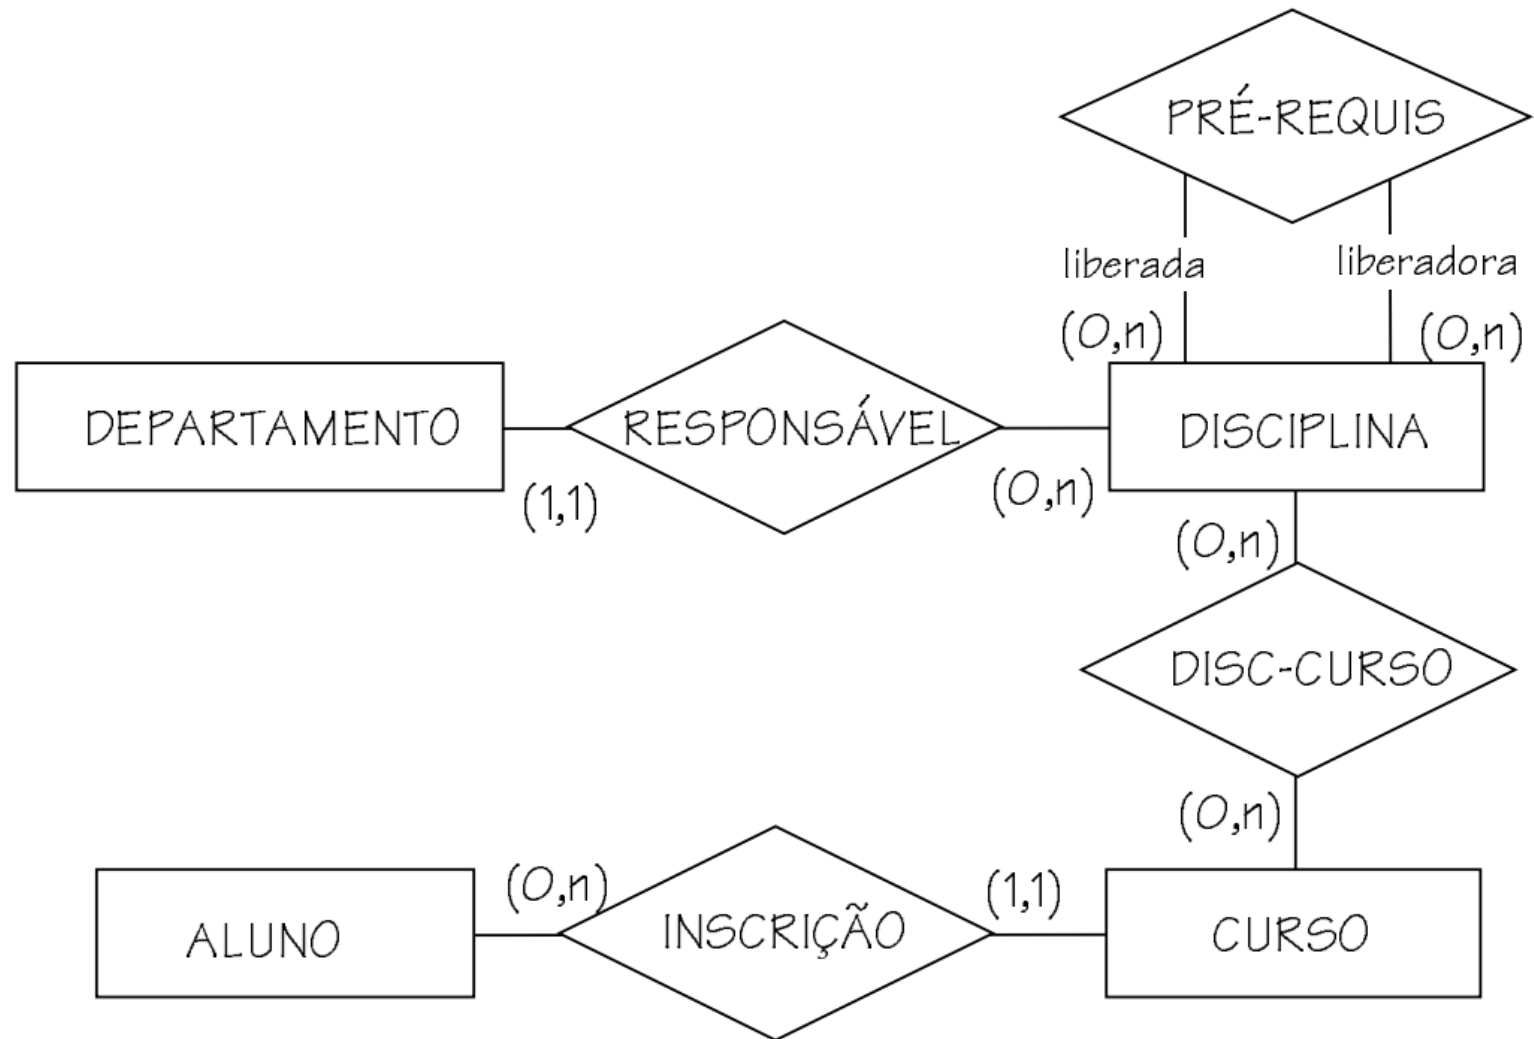 PRÉ-REQUIS
liberada
liberadora
(0,n)
(0,n)
DEPARTAMENTO
RESPONSÁVEL
DISCIPLINA
(1,1)
(0,n)
(0,n)
DISC-CURSO
(0,n)
(0,n)
(1,1)
ALUNO
INSCRIÇÃO
CURSO